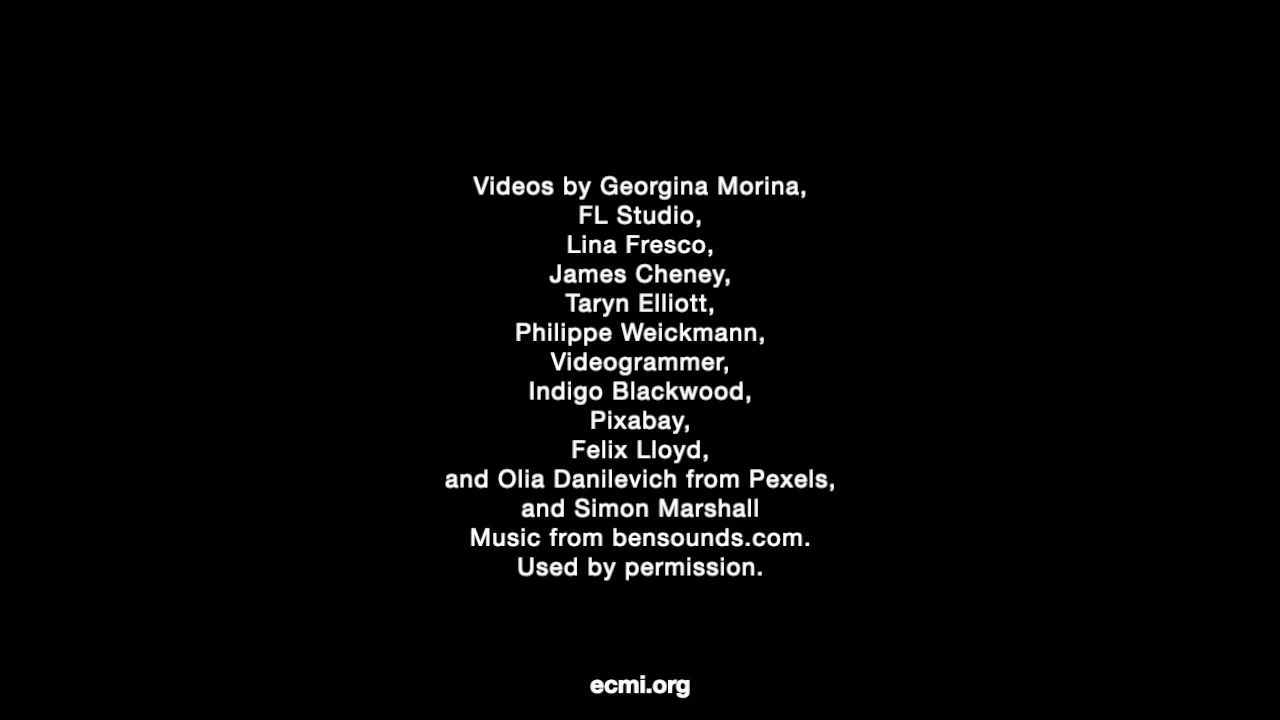 Videos by Georgina Morina,
FL Studio,
Lina Fresco,
James Cheney,
Taryn Elliott,
Philippe Weickmann,
Videogrammer,
Indigo Blackwood,
Pixabay,
Felix Lloyd,
and Olia Danilevich from Pexels,
and Simon Marshall
Music from bensounds.com.
Used by permission.
ecmi.org